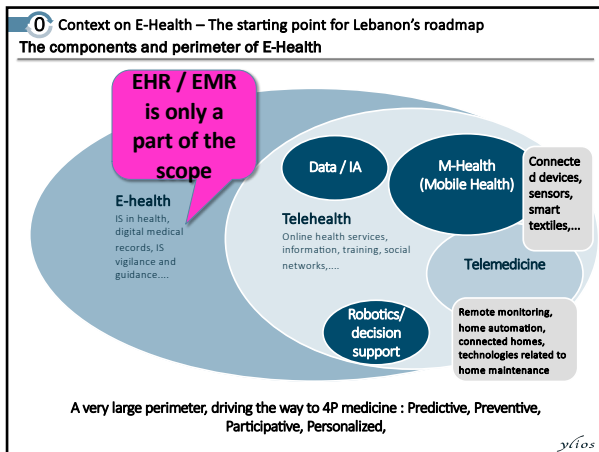 0 Context on E-Health – The starting point for Lebanon's roadmap
The components and perimeter of E-Health
EHR / EMR
is only a
part of the
scope
E-health
IS in health,
digital medical
records, IS
vigilance and
guidance....
Data / IA
M-Health
(Mobile Health)
Connecte
d devices,
sensors,
smart
textiles,...
Telehealth
Online health services,
information, training, social
networks,....
Telemedicine
Robotics/
decision
support
Remote monitoring,
home automation,
connected homes,
technologies related to
home maintenance
A very large perimeter, driving the way to 4P medicine : Predictive, Preventive,
Participative, Personalized,
ylios